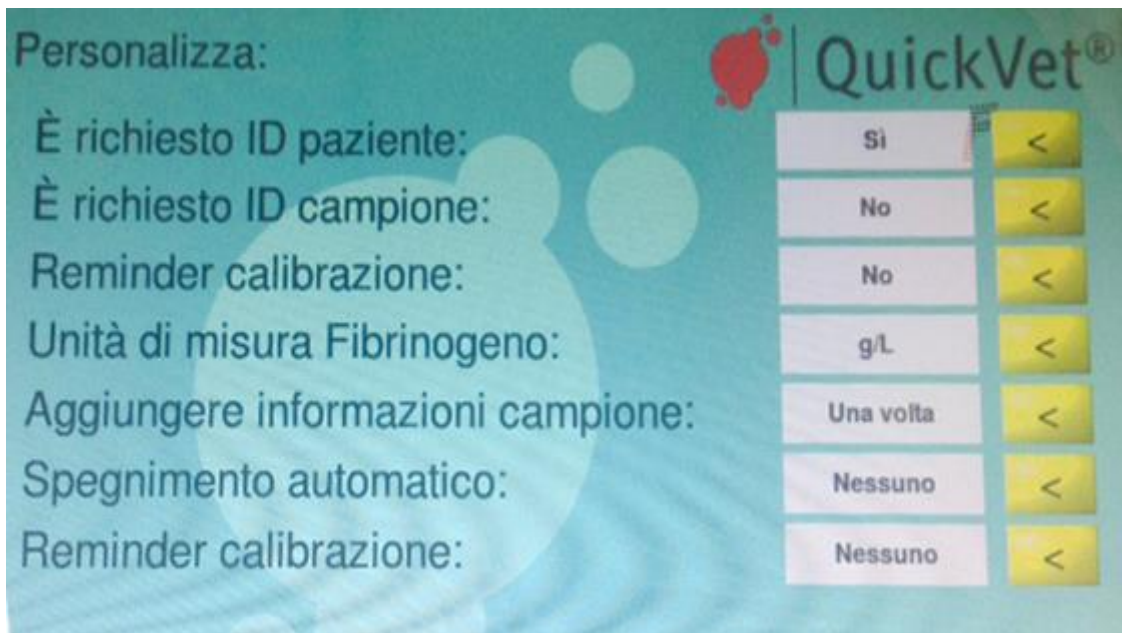 Personalizza:
QuickVet®
È richiesto ID paziente: Sì <
È richiesto ID campione: No <
Reminder calibrazione: No <
Unità di misura Fibrinogeno: g/L <
Aggiungere informazioni campione: Una volta <
Spegnimento automatico: Nessuno <
Reminder calibrazione: Nessuno <